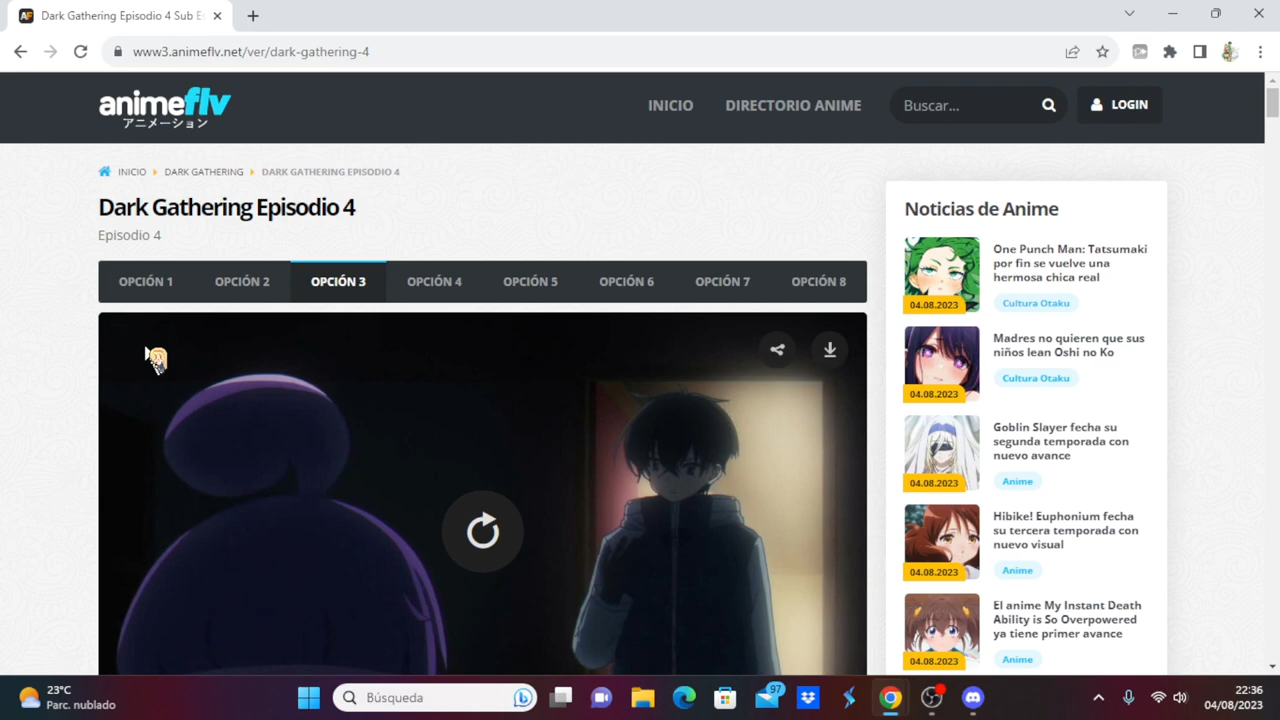 Dark Gathering Episodio 4 Sub Es
www3.animeflv.net/ver/dark-gathering-4
animeflv
アニメーション
INICIO
DIRECTORIO ANIME
Buscar...
LOGIN
INICIO
DARK GATHERING
DARK GATHERING EPISODIO 4
Dark Gathering Episodio 4
Episodio 4
OPCIÓN 1
OPCIÓN 2
OPCIÓN 3
OPCIÓN 4
OPCIÓN 5
OPCIÓN 6
OPCIÓN 7
OPCIÓN 8
Noticias de Anime
04.08.2023
One Punch Man: Tatsumaki
por fin se vuelve una
hermosa chica real
Cultura Otaku
04.08.2023
Madres no quieren que sus
niños lean Oshi no Ko
Cultura Otaku
04.08.2023
Goblin Slayer fecha su
segunda temporada con
nuevo avance
Anime
04.08.2023
Hibike! Euphonium fecha
su tercera temporada con
nuevo visual
Anime
04.08.2023
El anime My Instant Death
Ability is So Overpowered
ya tiene primer avance
Anime
23°C
Parc. nublado
Búsqueda
97
22:36
04/08/2023